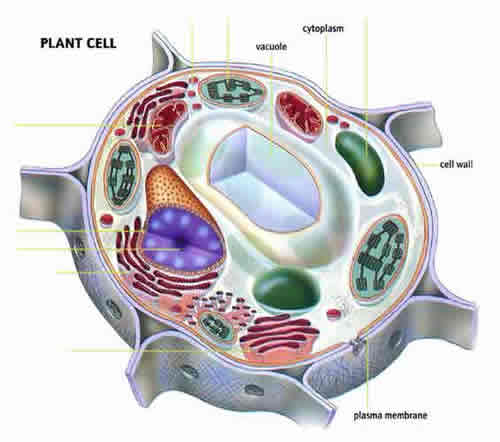 PLANT CELL
cytoplasm
vacuole
cell wall
plasma membrane